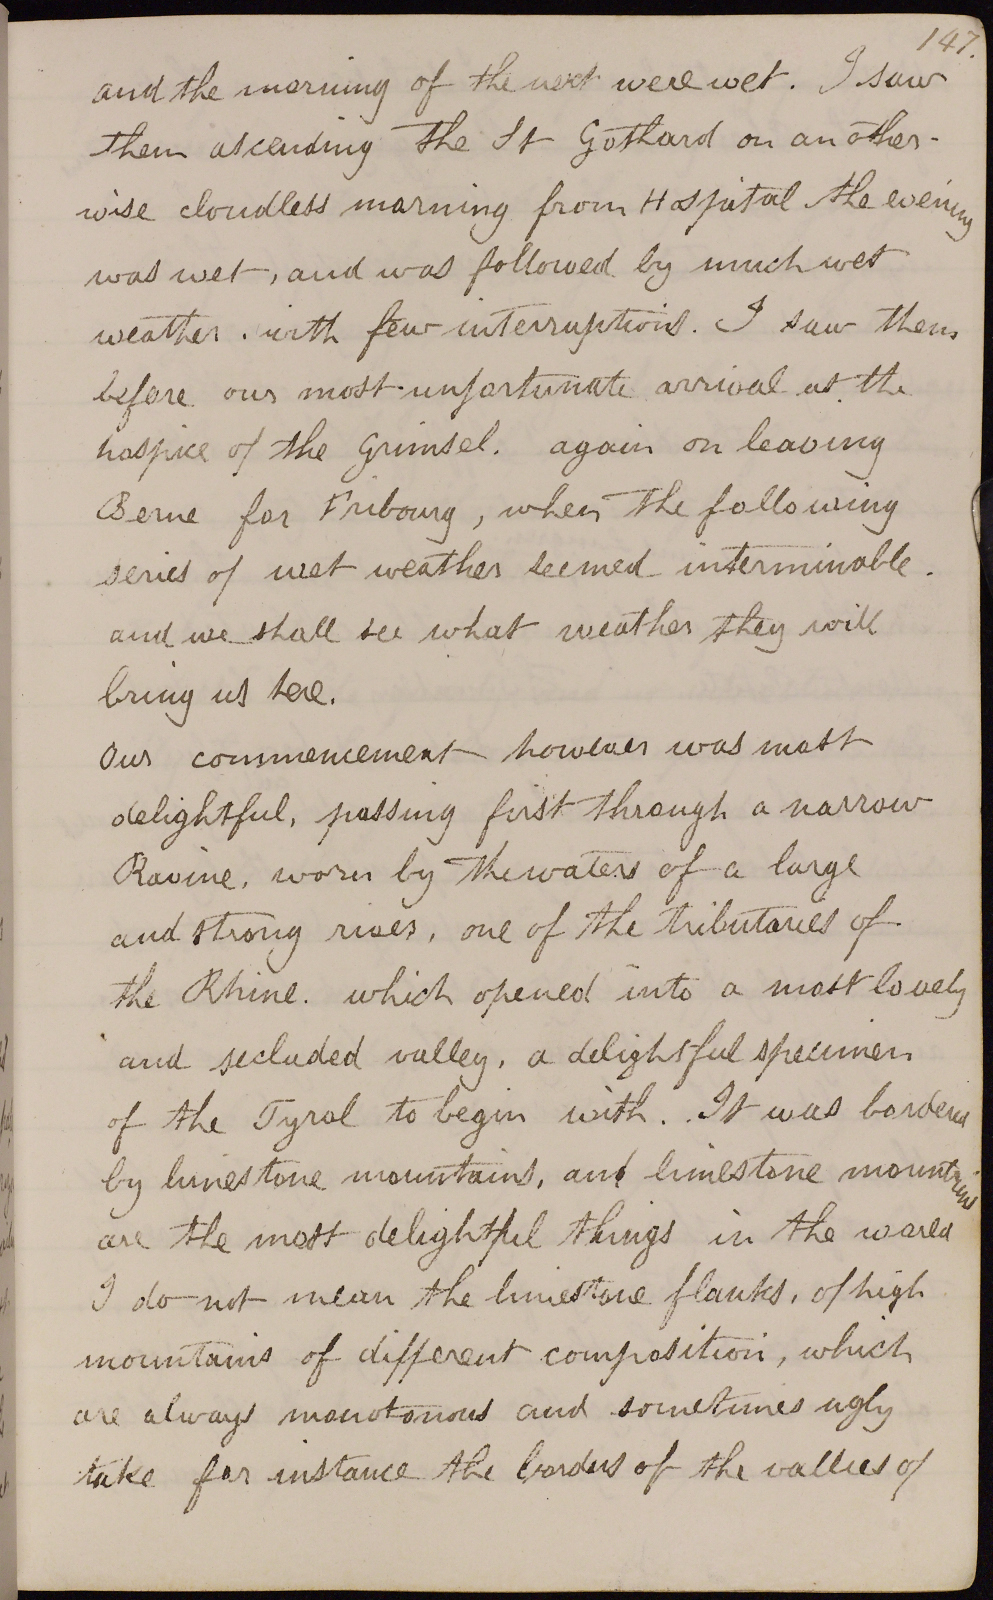 147.
and the morning of the next were wet. I saw
them ascending the St Gothard on an other-
wise cloudless morning from Hospital the evening
was wet, and was followed by much wet
weather. with few interruptions. I saw them
before our most unfortunate arrival at the
hospice of the Grimsel. again on leaving
Berne for Fribourg, when the following
series of wet weather seemed interminable.
and we shall see what weather they will
bring us here.
Our commencement however was most
delightful, passing first through a narrow
Ravine, worn by the waters of a large
and strong river, one of the tributaries of
the Rhine. which opened into a most lovely
and secluded valley, a delightful specimen
of the Tyrol to begin with. It was bordered
by limestone mountains, and limestone mountains
are the most delightful things in the world
I do not mean the limestone flanks, of high
mountains of different composition, which
are always monotonous and sometimes ugly
take for instance the borders of the vallies of